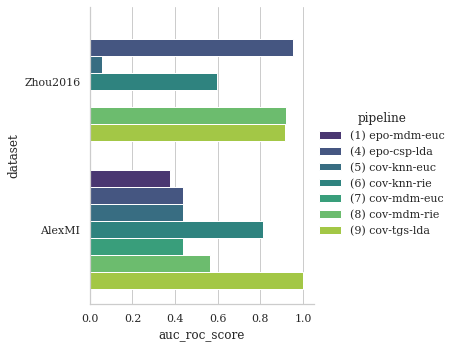 Zhou2016
AlexMI
dataset
0.0 0.2 0.4 0.6 0.8 1.0
auc_roc_score
pipeline
(1) epo-mdm-euc
(4) epo-csp-lda
(5) cov-knn-euc
(6) cov-knn-rie
(7) cov-mdm-euc
(8) cov-mdm-rie
(9) cov-tgs-lda